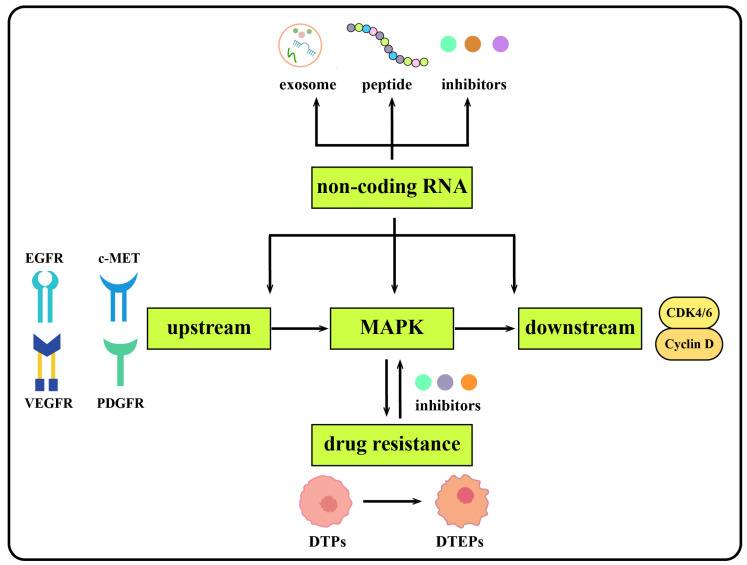 exosome peptide inhibitors
non-coding RNA
EGFR c-MET
upstream MAPK downstream
CDK4/6
Cyclin D
VEGFR PDGFR
inhibitors
drug resistance
DTPs DTEPs